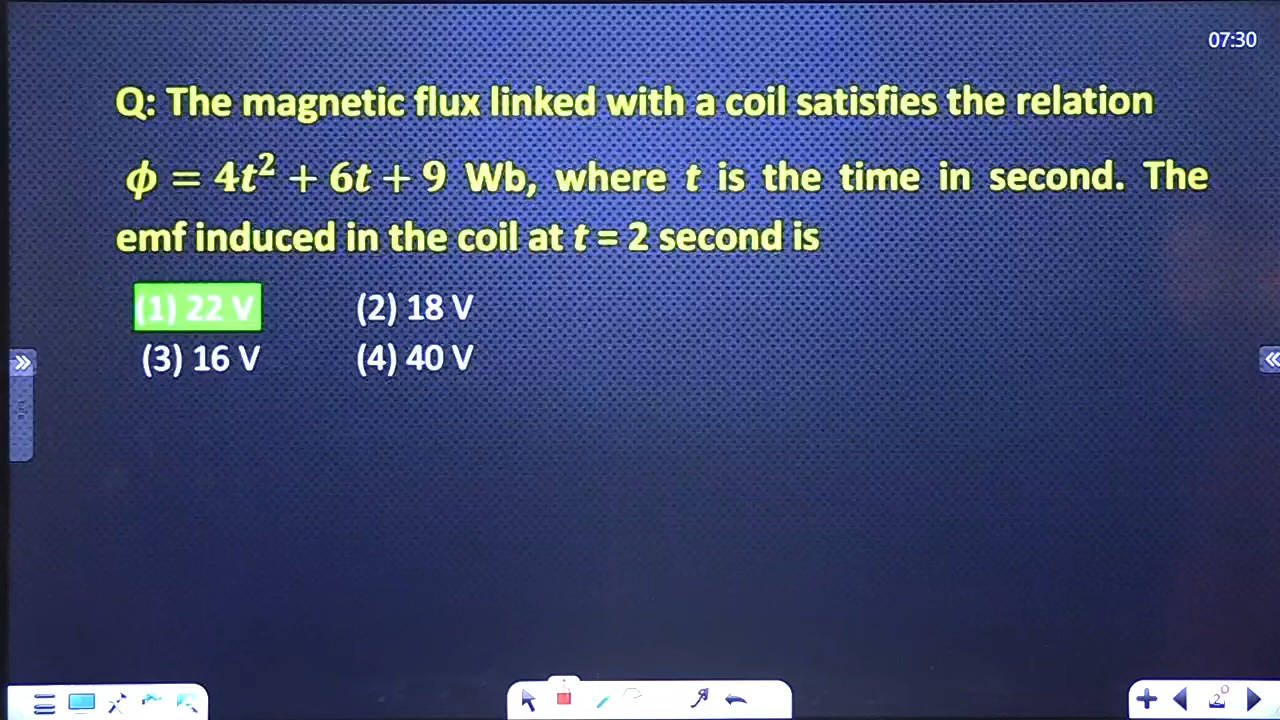 07:30
Q: The magnetic flux linked with a coil satisfies the relation
ϕ = 4t² + 6t + 9 Wb, where t is the time in second. The
emf induced in the coil at t = 2 second is
(1) 22 V (2) 18 V
(3) 16 V (4) 40 V
2